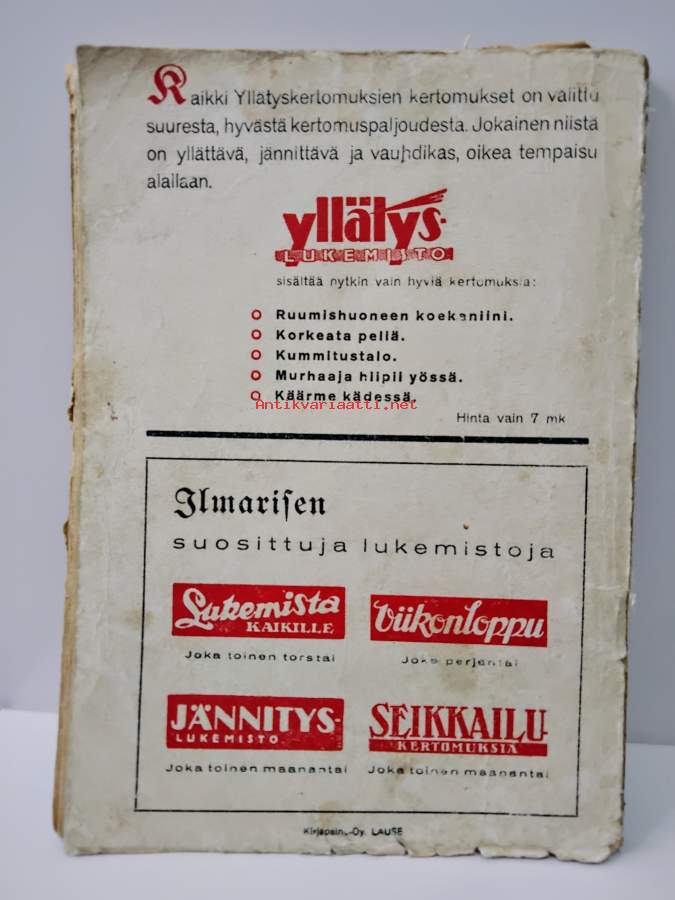 Kaikki Yllätyskertomuksien kertomukset on valittu
suuresta, hyvästä kertomuspaljoudesta. Jokainen niistä
on yllättävä, jännittävä ja vauhdikas, oikea tempaisu
alallaan.
yllätys-
LUKEMISTO
sisältää nytkin vain hyviä kertomuksia:
Ruumishuoneen koekaniini.
Korkeata peliä.
Kummitustalo.
Murhaaja hiipii yössä.
Käärme kädessä.
Antikvariaatti.net
Hinta vain 7 mk
Ilmarisen
suosittuja lukemistoja
Lukemista
KAIKILLE
Joka toinen torstai
Viikonloppu
Joka perjantai
JÄNNITYS-
LUKEMISTO
Joka toinen maanantai
SEIKKAILU
KERTOMUKSIA
Joka toinen maanantai
Kirjapain.-Oy. LAUSE